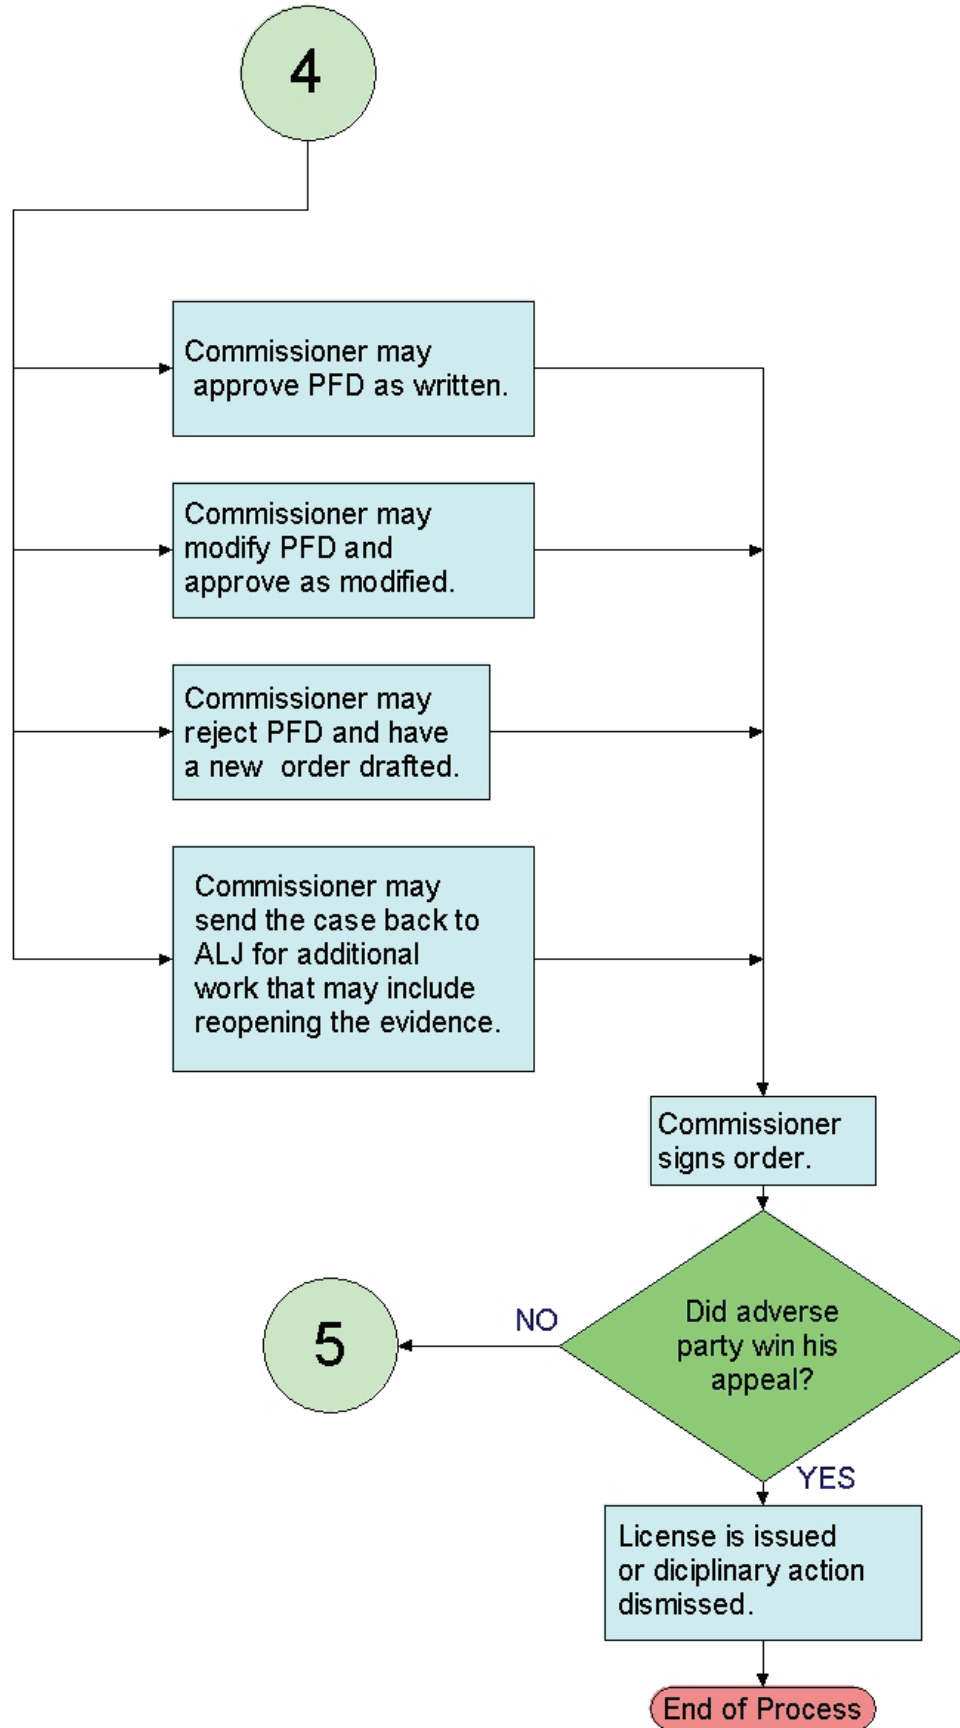 4
Commissioner may
approve PFD as written.
Commissioner may
modify PFD and
approve as modified.
Commissioner may
reject PFD and have
a new order drafted.
Commissioner may
send the case back to
ALJ for additional
work that may include
reopening the evidence.
Commissioner
signs order.
Did adverse
party win his
appeal?
NO
5
YES
License is issued
or diciplinary action
dismissed.
End of Process